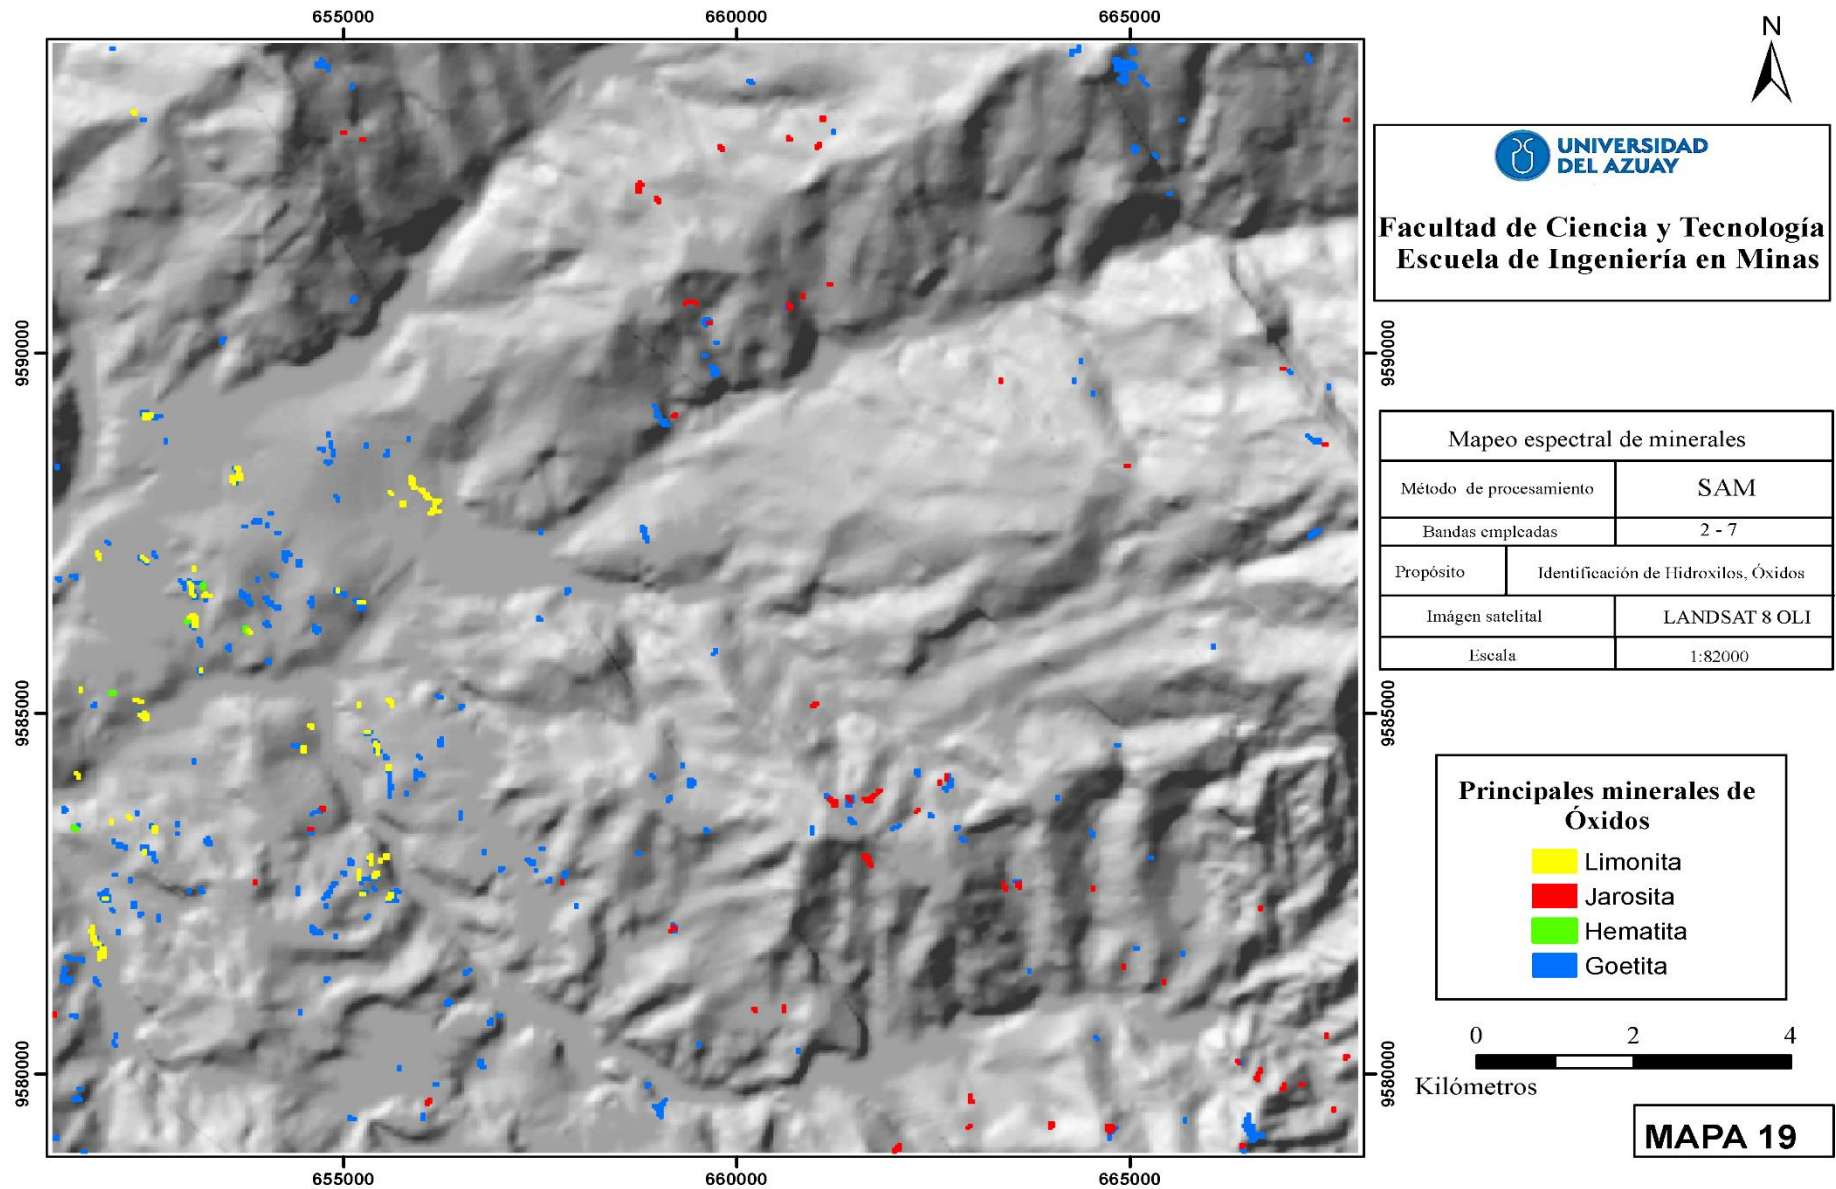 655000
660000
665000
N
9590000
9590000
9585000
9585000
9580000
9580000
655000
660000
665000
UNIVERSIDAD
DEL AZUAY
Facultad de Ciencia y Tecnología
Escuela de Ingeniería en Minas
Mapeo espectral de minerales
Método de procesamiento SAM
Bandas empleadas 2 - 7
Propósito Identificación de Hidroxilos, Óxidos
Imágen satelital LANDSAT 8 OLI
Escala 1:82000
Principales minerales de
Óxidos
Limonita
Jarosita
Hematita
Goetita
0 2 4
Kilómetros
MAPA 19